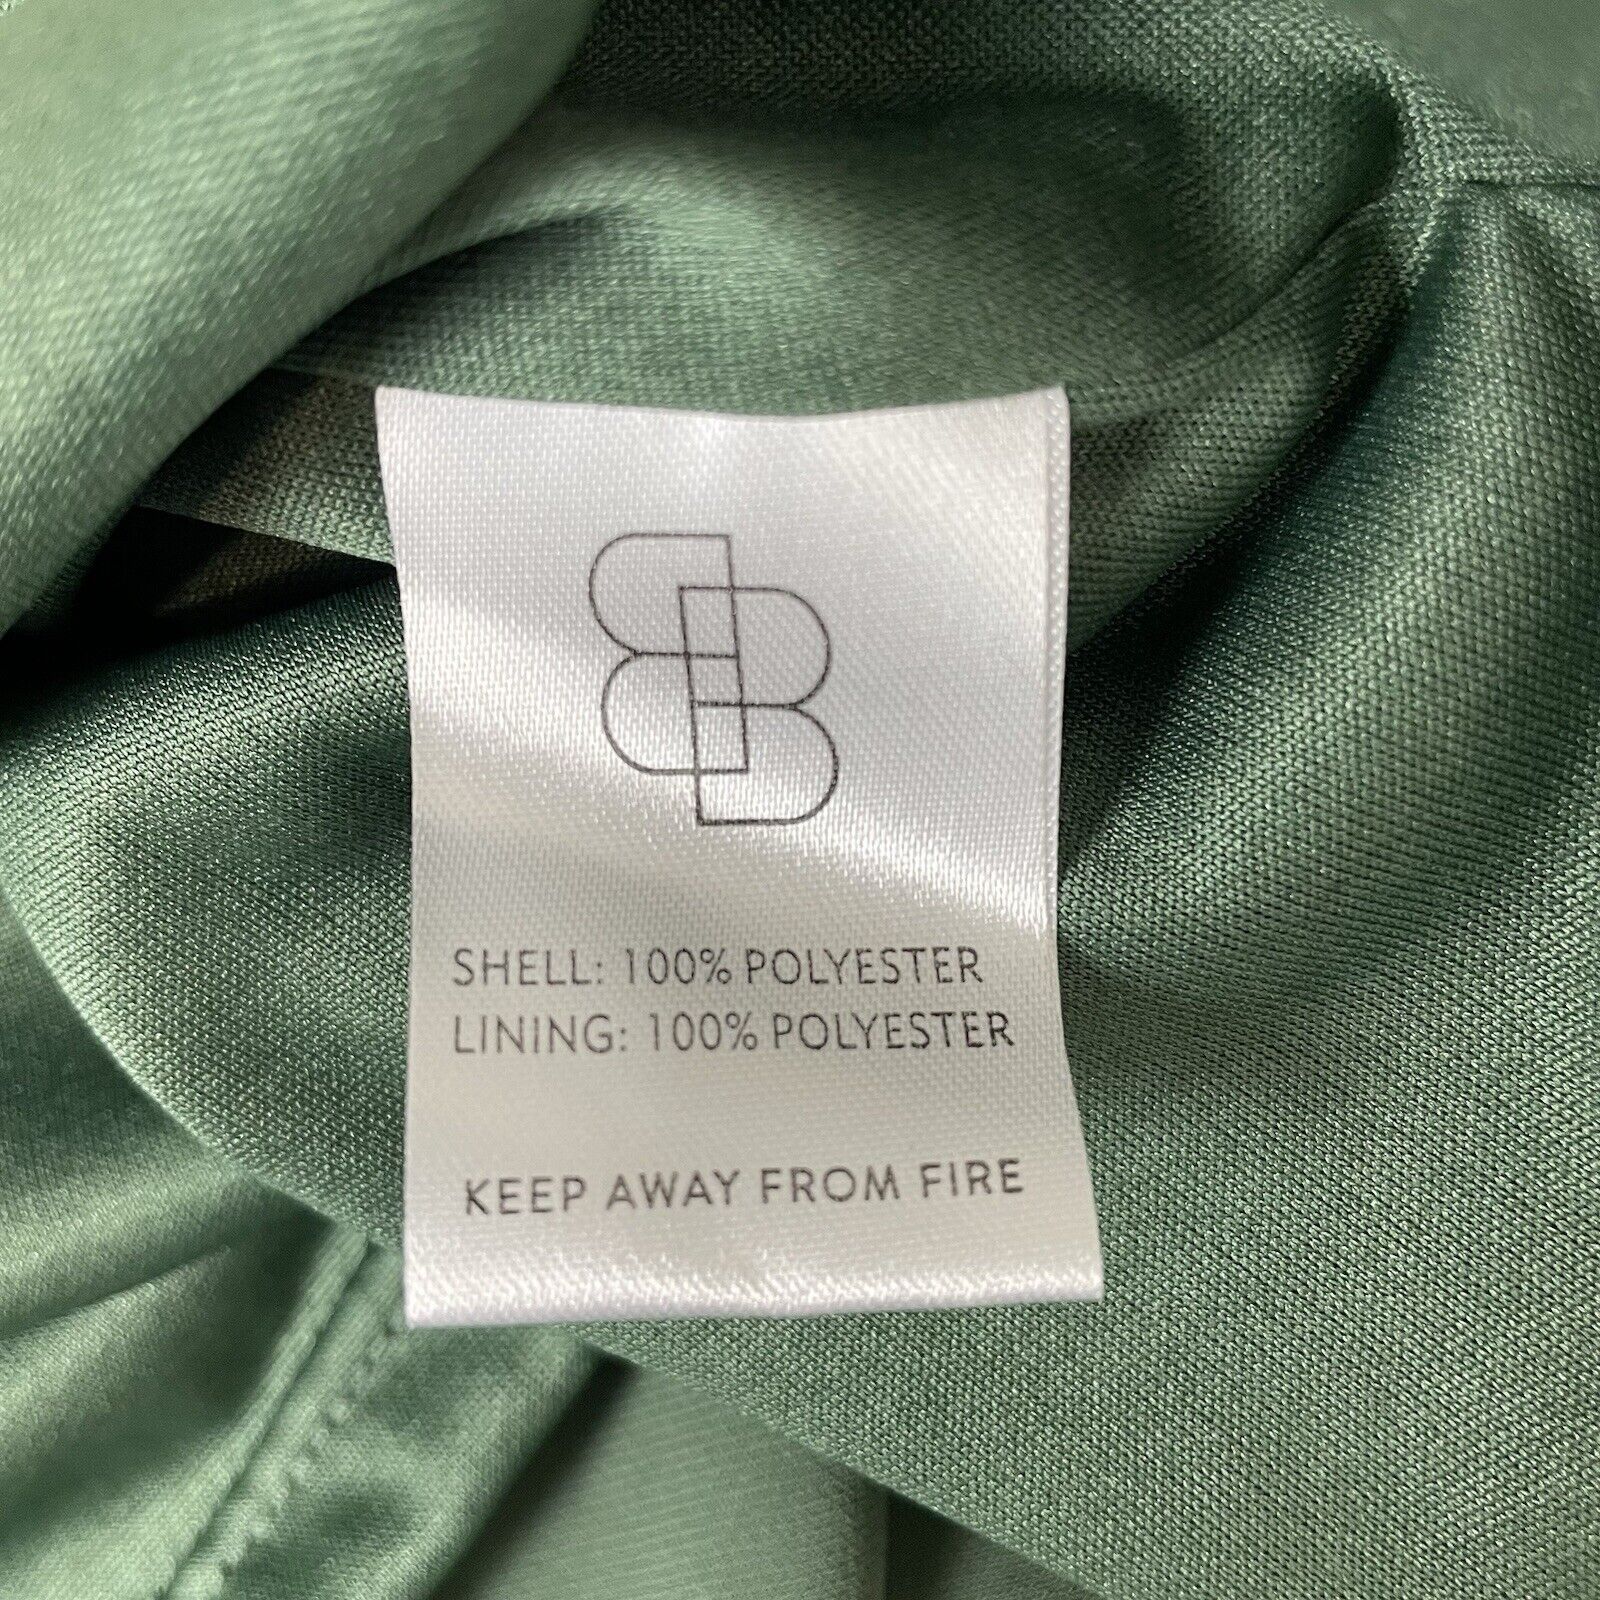 SHELL: 100% POLYESTER
LINING: 100% POLYESTER
KEEP AWAY FROM FIRE